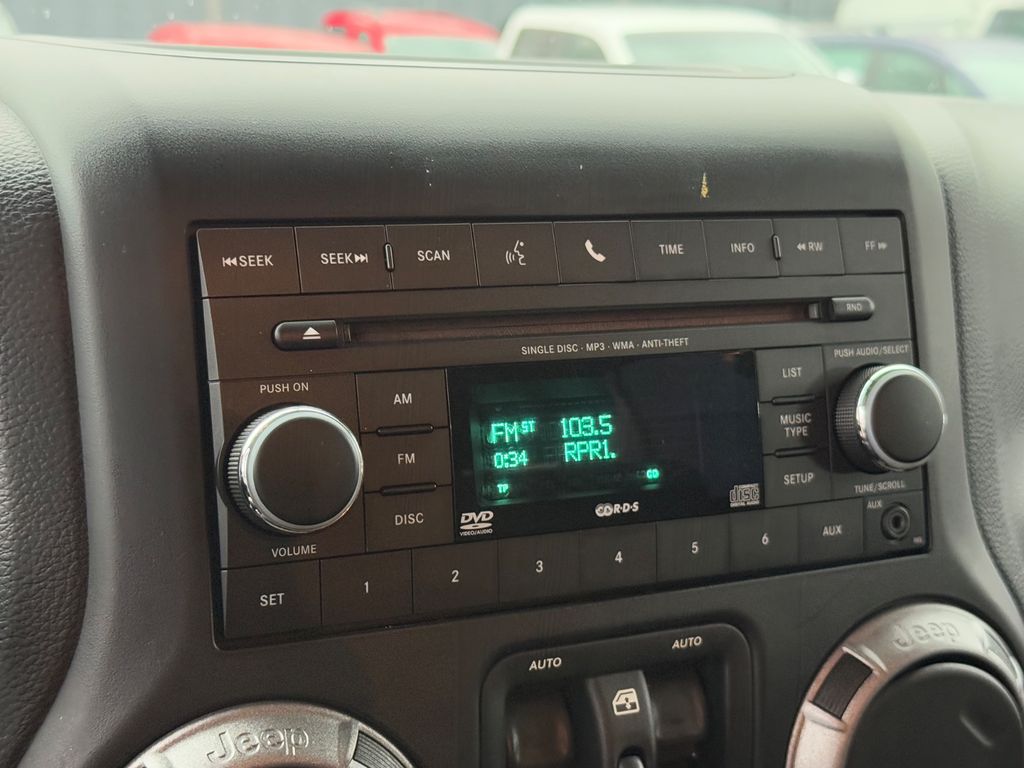 SEEK SEEK SCAN TIME INFO RW FF
RND
SINGLE DISC · MP3 · WMA · ANTI-THEFT
PUSH ON
PUSH AUDIO/SELECT
AM
FM
DISC
VOLUME
FM ST 103.5
0:34 RPR1.
TP CD
DVD
VIDEO/AUDIO
R·D·S
disc
LIST
MUSIC
TYPE
SETUP
TUNE/SCROLL
AUX
SET 1 2 3 4 5 6 AUX
AUTO AUTO
Jeep
Jeep